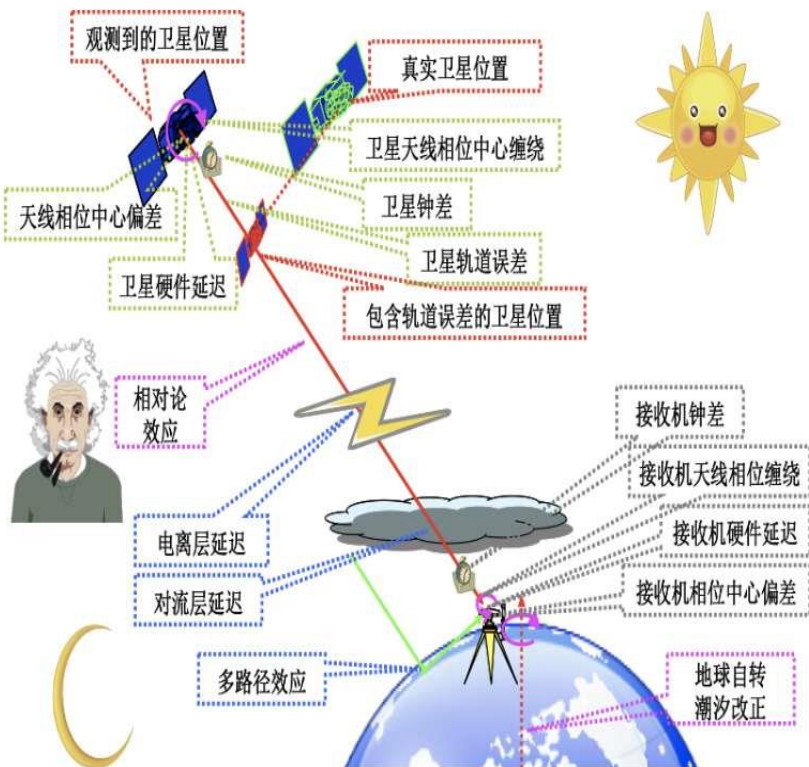 观测到的卫星位置
真实卫星位置
卫星天线相位中心缠绕
天线相位中心偏差
卫星钟差
卫星硬件延迟
卫星轨道误差
包含轨道误差的卫星位置
相对论
效应
接收机钟差
接收机天线相位缠绕
电离层延迟
接收机硬件延迟
对流层延迟
接收机相位中心偏差
多路径效应
地球自转
潮汐改正